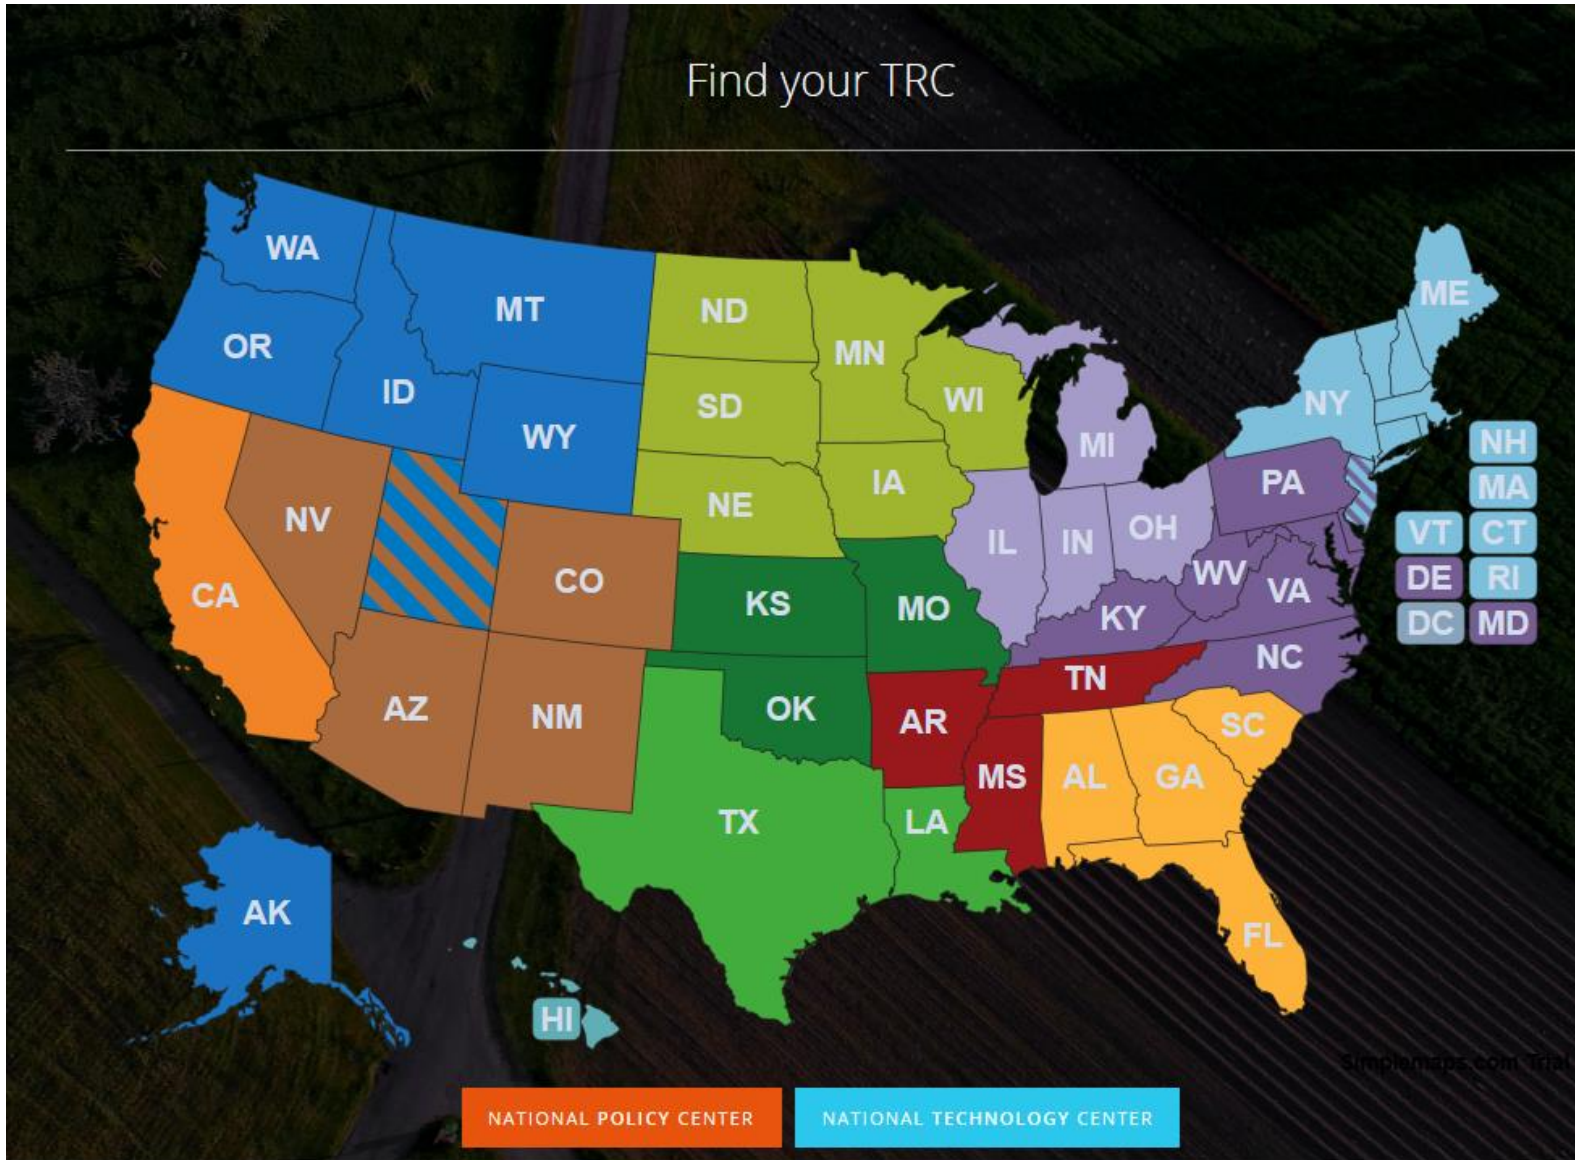 Find your TRC
WA
MT
ND
MN
ME
OR
ID
SD
WI
NY
WY
MI
NH
NE
IA
PA
MA
NV
IL
IN
OH
VT
CT
CA
CO
KS
MO
KY
WV
VA
DE
RI
DC
MD
NC
AZ
NM
OK
AR
TN
SC
TX
LA
MS
AL
GA
AK
FL
HI
Simplemaps.com Trial
NATIONAL POLICY CENTER
NATIONAL TECHNOLOGY CENTER